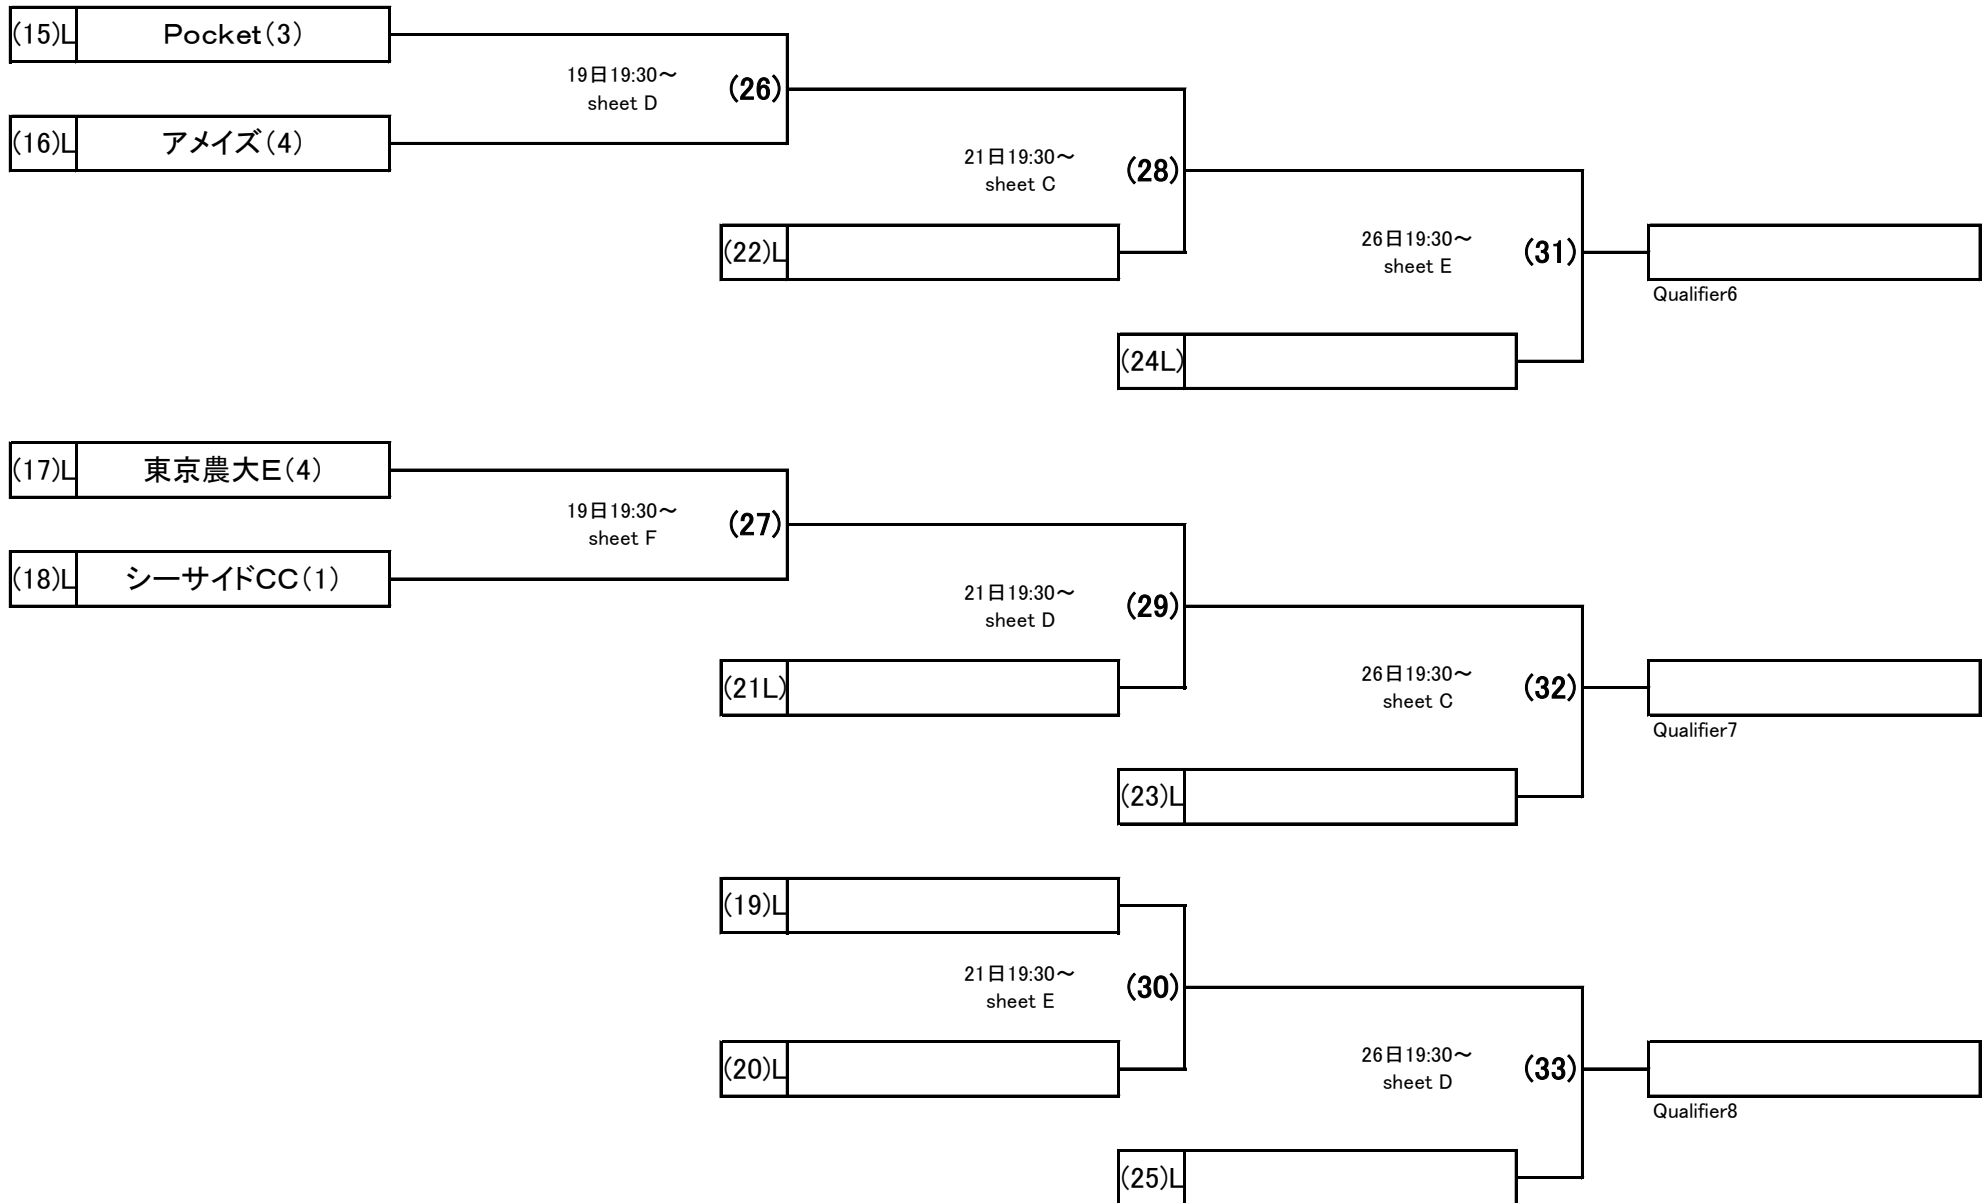 (15)L Pocket(3)
19日19:30～
sheet D
(26)
(16)L アメイズ(4)
21日19:30～
sheet C
(28)
(22)L
26日19:30～
sheet E
(31)
Qualifier6
(24L)
(17)L 東京農大E(4)
19日19:30～
sheet F
(27)
(18)L シーサイドCC(1)
21日19:30～
sheet D
(29)
(21L)
26日19:30～
sheet C
(32)
Qualifier7
(23)L
(19)L
21日19:30～
sheet E
(30)
(20)L
26日19:30～
sheet D
(33)
Qualifier8
(25)L